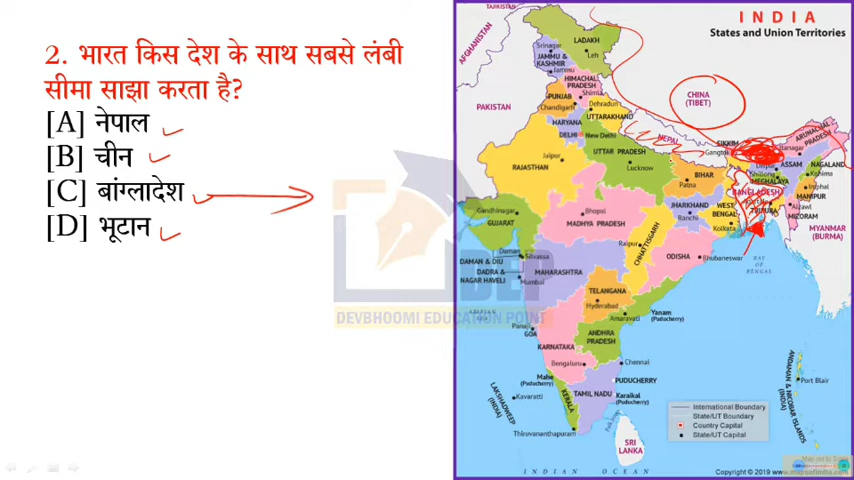 2. भारत किस देश के साथ सबसे लंबी
सीमा साझा करता है?
[A] नेपाल
[B] चीन
[C] बांग्लादेश
[D] भूटान
DEVBHOOMI EDUCATION POINT
INDIA
States and Union Territories
TAJIKISTAN
AFGHANISTAN
PAKISTAN
CHINA
(TIBET)
NEPAL
BANGLADESH
MYANMAR
(BURMA)
SRI
LANKA
LADAKH
Leh
Srinagar
JAMMU &
KASHMIR
Jammu
HIMACHAL
PRADESH
Shimla
PUNJAB
Chandigarh
Dehradun
UTTARAKHAND
HARYANA
DELHI
New Delhi
UTTAR PRADESH
Lucknow
RAJASTHAN
Jaipur
SIKKIM
Gangtok
ARUNACHAL
PRADESH
Itanagar
Dispur
ASSAM
NAGALAND
Kohima
Shillong
MEGHALAYA
Imphal
MANIPUR
Aizawl
MIZORAM
TRIPURA
BIHAR
Patna
JHARKHAND
Ranchi
WEST
BENGAL
Kolkata
GUJARAT
Gandhinagar
Bhopal
MADHYA PRADESH
CHHATTISGARH
Raipur
ODISHA
Bhubaneswar
BAY
OF
BENGAL
Daman
DAMAN & DIU
Silvassa
DADRA &
NAGAR HAVELI
Mumbai
MAHARASHTRA
TELANGANA
Hyderabad
Amaravati
Yanam
(Puducherry)
ANDHRA
PRADESH
Panaji
GOA
KARNATAKA
Bengaluru
Chennai
Mahe
(Puducherry)
PUDUCHERRY
TAMIL NADU
Karaikal
(Puducherry)
KERALA
Thiruvananthapuram
LAKSHADWEEP
(INDIA)
Kavaratti
ANDAMAN & NICOBAR ISLANDS
(INDIA)
Port Blair
International Boundary
State/UT Boundary
Country Capital
State/UT Capital
INDIAN OCEAN
Copyright © 2019